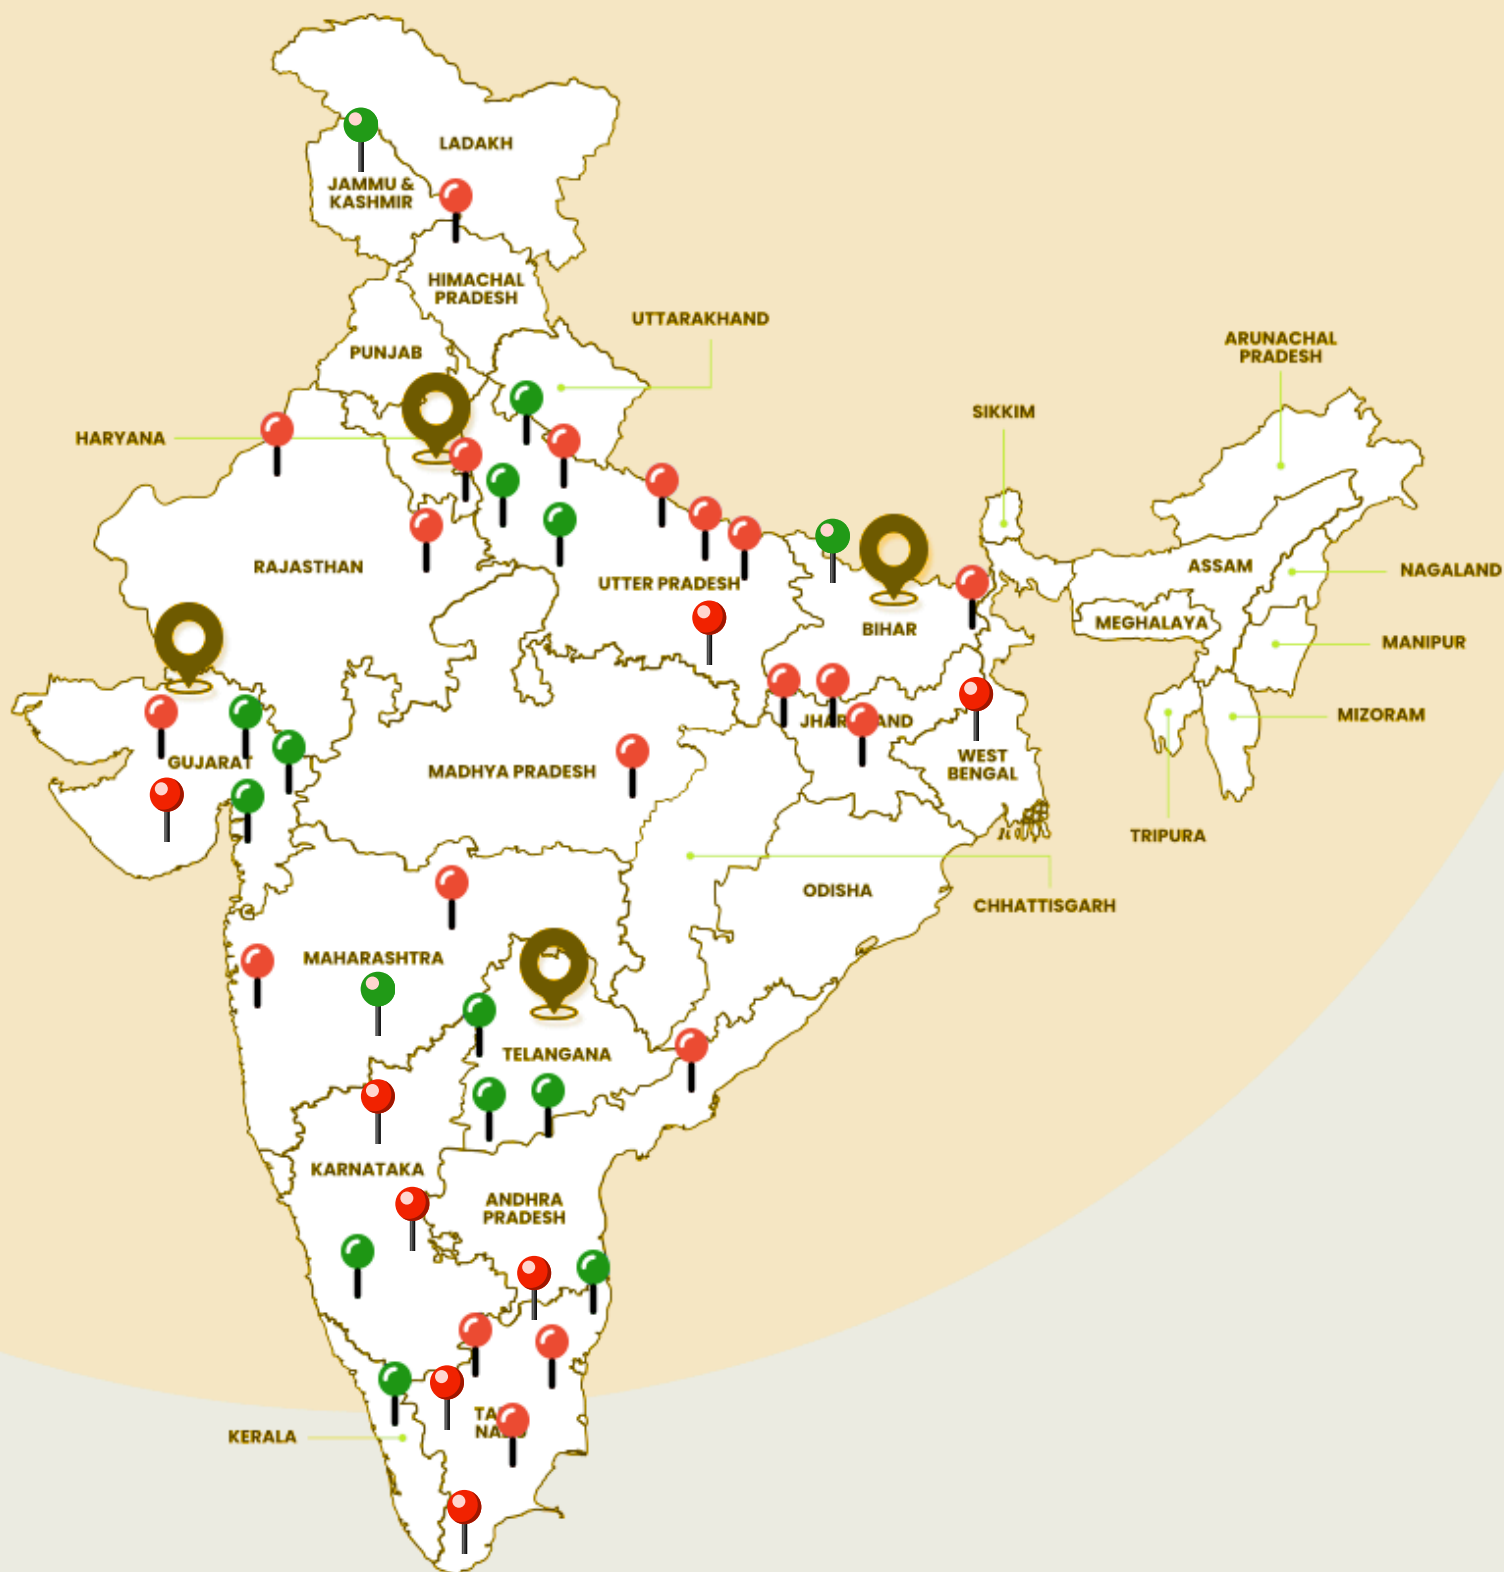 LADAKH
JAMMU &
KASHMIR
HIMACHAL
PRADESH
UTTARAKHAND
ARUNACHAL
PRADESH
PUNJAB
SIKKIM
HARYANA
RAJASTHAN
UTTER PRADESH
ASSAM
NAGALAND
MEGHALAYA
BIHAR
MANIPUR
MIZORAM
GUJARAT
MADHYA PRADESH
WEST
BENGAL
TRIPURA
ODISHA
CHHATTISGARH
MAHARASHTRA
TELANGANA
KARNATAKA
ANDHRA
PRADESH
KERALA